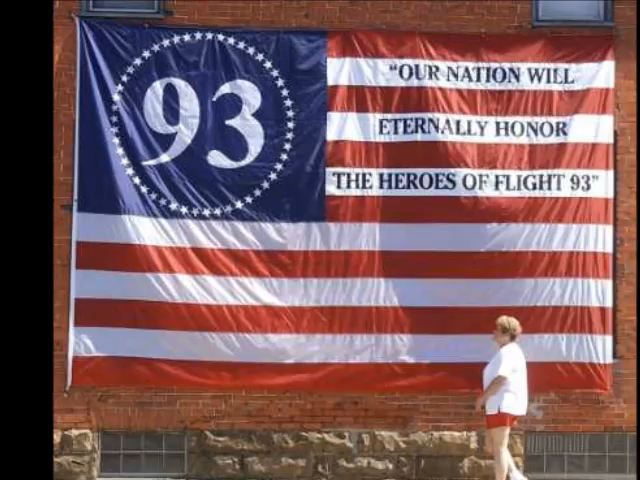 93
"OUR NATION WILL
ETERNALLY HONOR
THE HEROES OF FLIGHT 93"